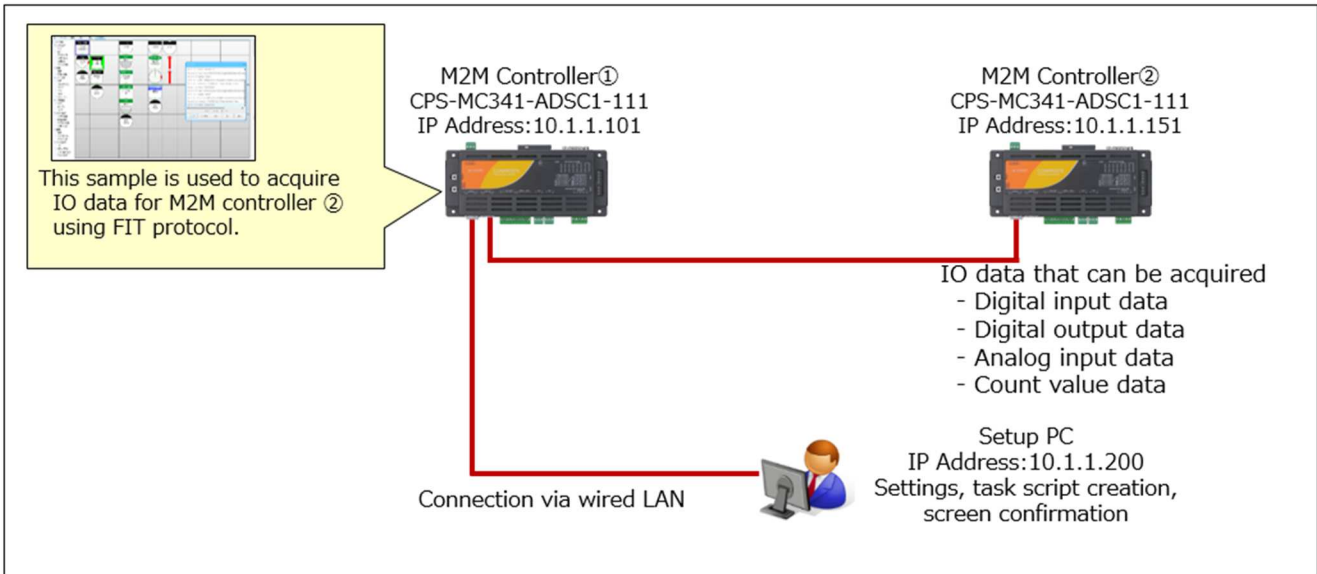 This sample is used to acquire
IO data for M2M controller ②
using FIT protocol.
M2M Controller①
CPS-MC341-ADSC1-111
IP Address:10.1.1.101
M2M Controller②
CPS-MC341-ADSC1-111
IP Address:10.1.1.151
IO data that can be acquired
- Digital input data
- Digital output data
- Analog input data
- Count value data
Setup PC
IP Address:10.1.1.200
Settings, task script creation,
screen confirmation
Connection via wired LAN